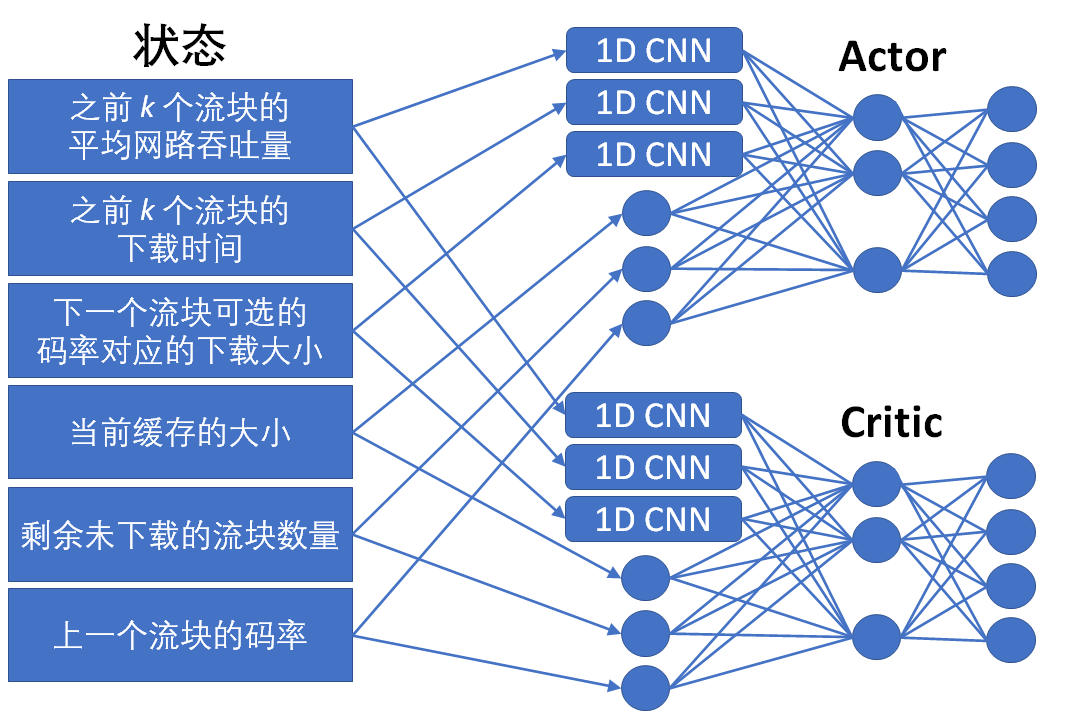 状态
之前 k 个流块的
平均网路吞吐量
之前 k 个流块的
下载时间
下一个流块可选的
码率对应的下载大小
当前缓存的大小
剩余未下载的流块数量
上一个流块的码率
1D CNN
1D CNN
1D CNN
Actor
1D CNN
1D CNN
1D CNN
Critic